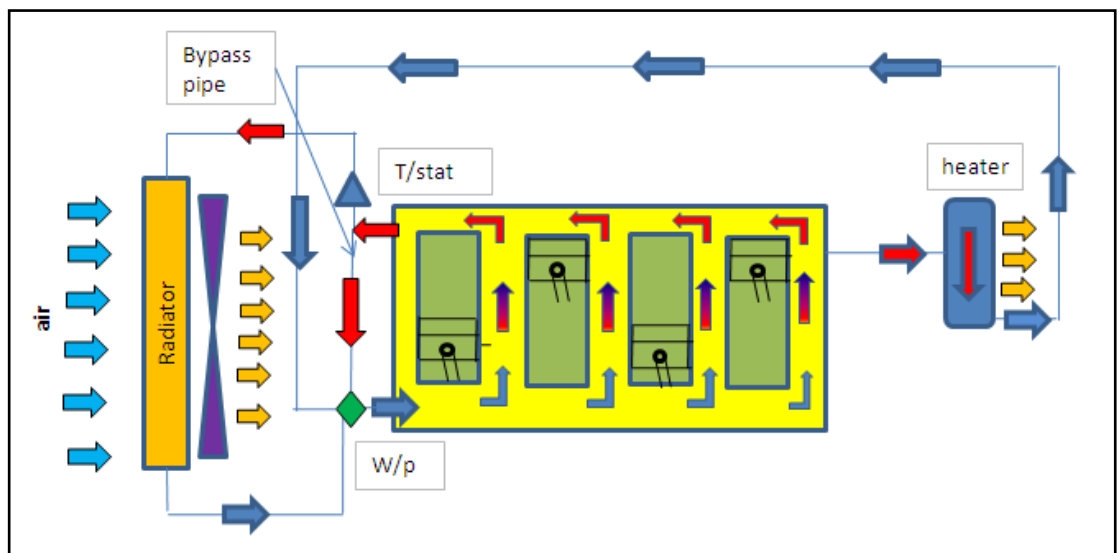 Bypass
pipe
T/stat
heater
air
Radiator
W/p